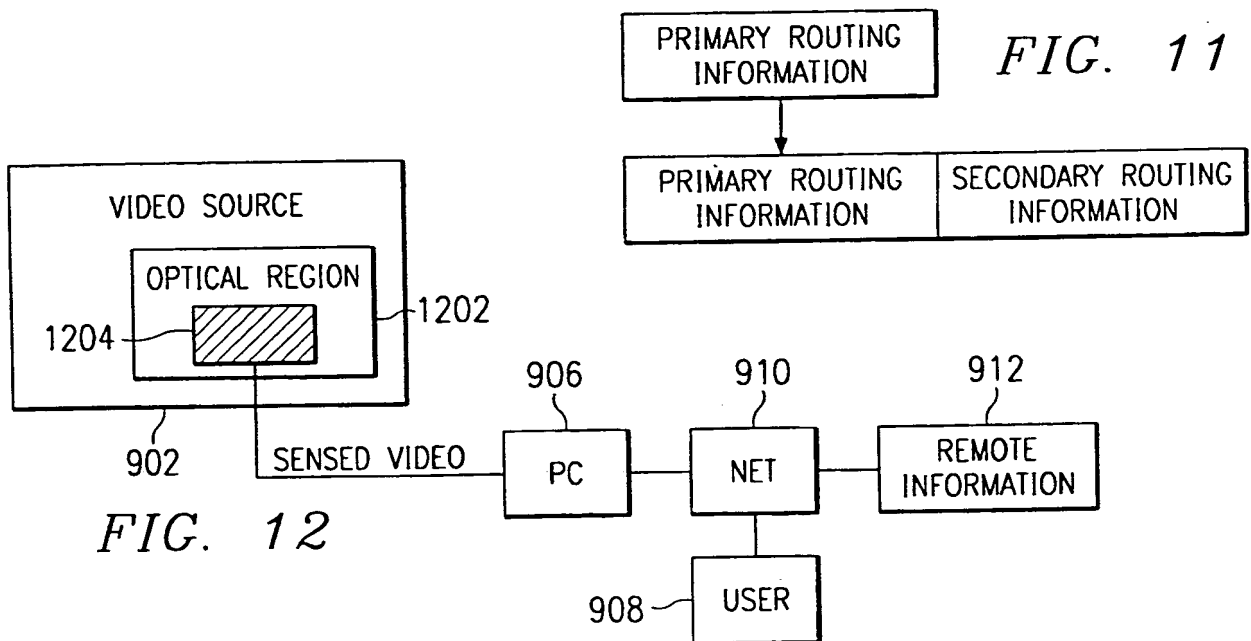 PRIMARY ROUTING
INFORMATION
FIG. 11
PRIMARY ROUTING
INFORMATION
SECONDARY ROUTING
INFORMATION
VIDEO SOURCE
OPTICAL REGION
1204
1202
902
SENSED VIDEO
906
PC
910
NET
912
REMOTE
INFORMATION
908
USER
FIG. 12